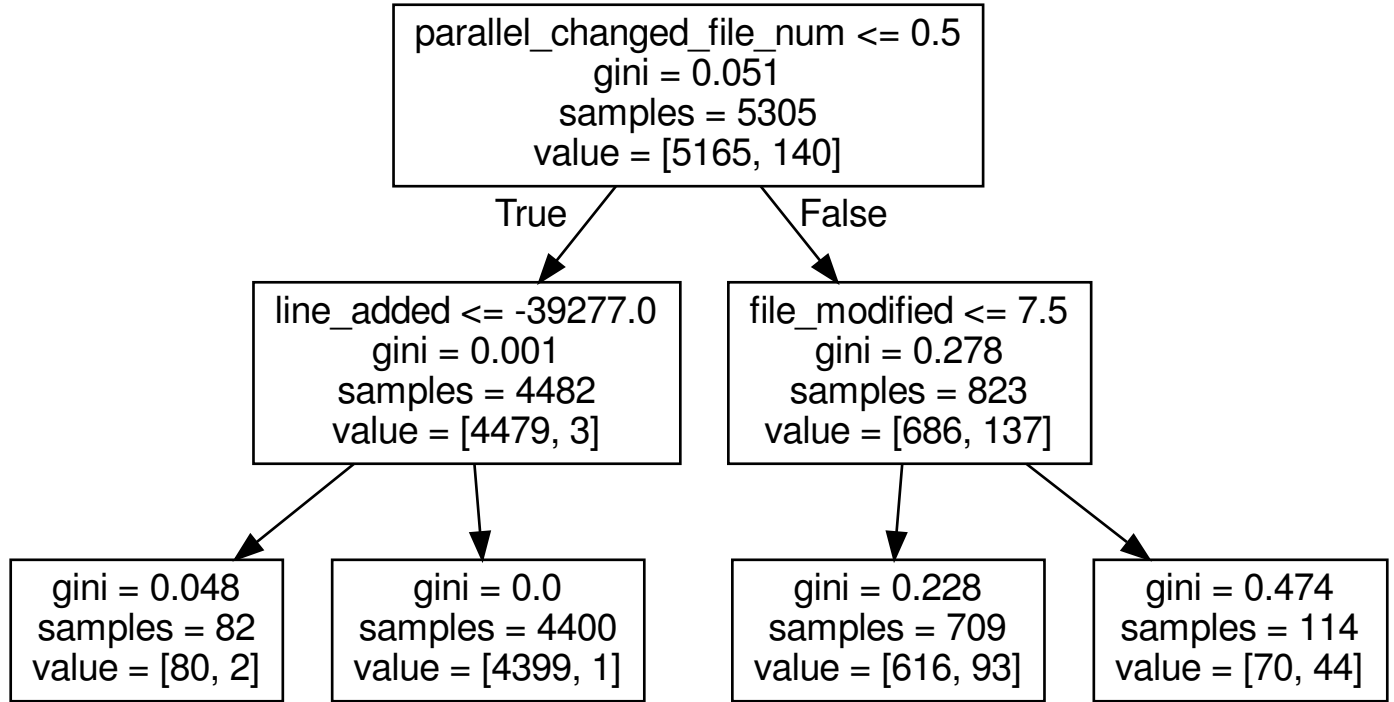 parallel_changed_file_num <= 0.5
gini = 0.051
samples = 5305
value = [5165, 140]
True
False
line_added <= -39277.0
gini = 0.001
samples = 4482
value = [4479, 3]
file_modified <= 7.5
gini = 0.278
samples = 823
value = [686, 137]
gini = 0.048
samples = 82
value = [80, 2]
gini = 0.0
samples = 4400
value = [4399, 1]
gini = 0.228
samples = 709
value = [616, 93]
gini = 0.474
samples = 114
value = [70, 44]